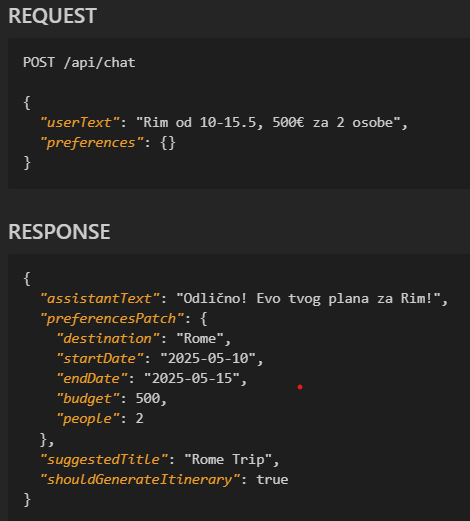 REQUEST
POST /api/chat
{
"userText": "Rim od 10-15.5, 500€ za 2 osobe",
"preferences": {}
}
RESPONSE
{
"assistantText": "Odlično! Evo tvog plana za Rim!",
"preferencesPatch": {
"destination": "Rome",
"startDate": "2025-05-10",
"endDate": "2025-05-15",
"budget": 500,
"people": 2
},
"suggestedTitle": "Rome Trip",
"shouldGenerateItinerary": true
}